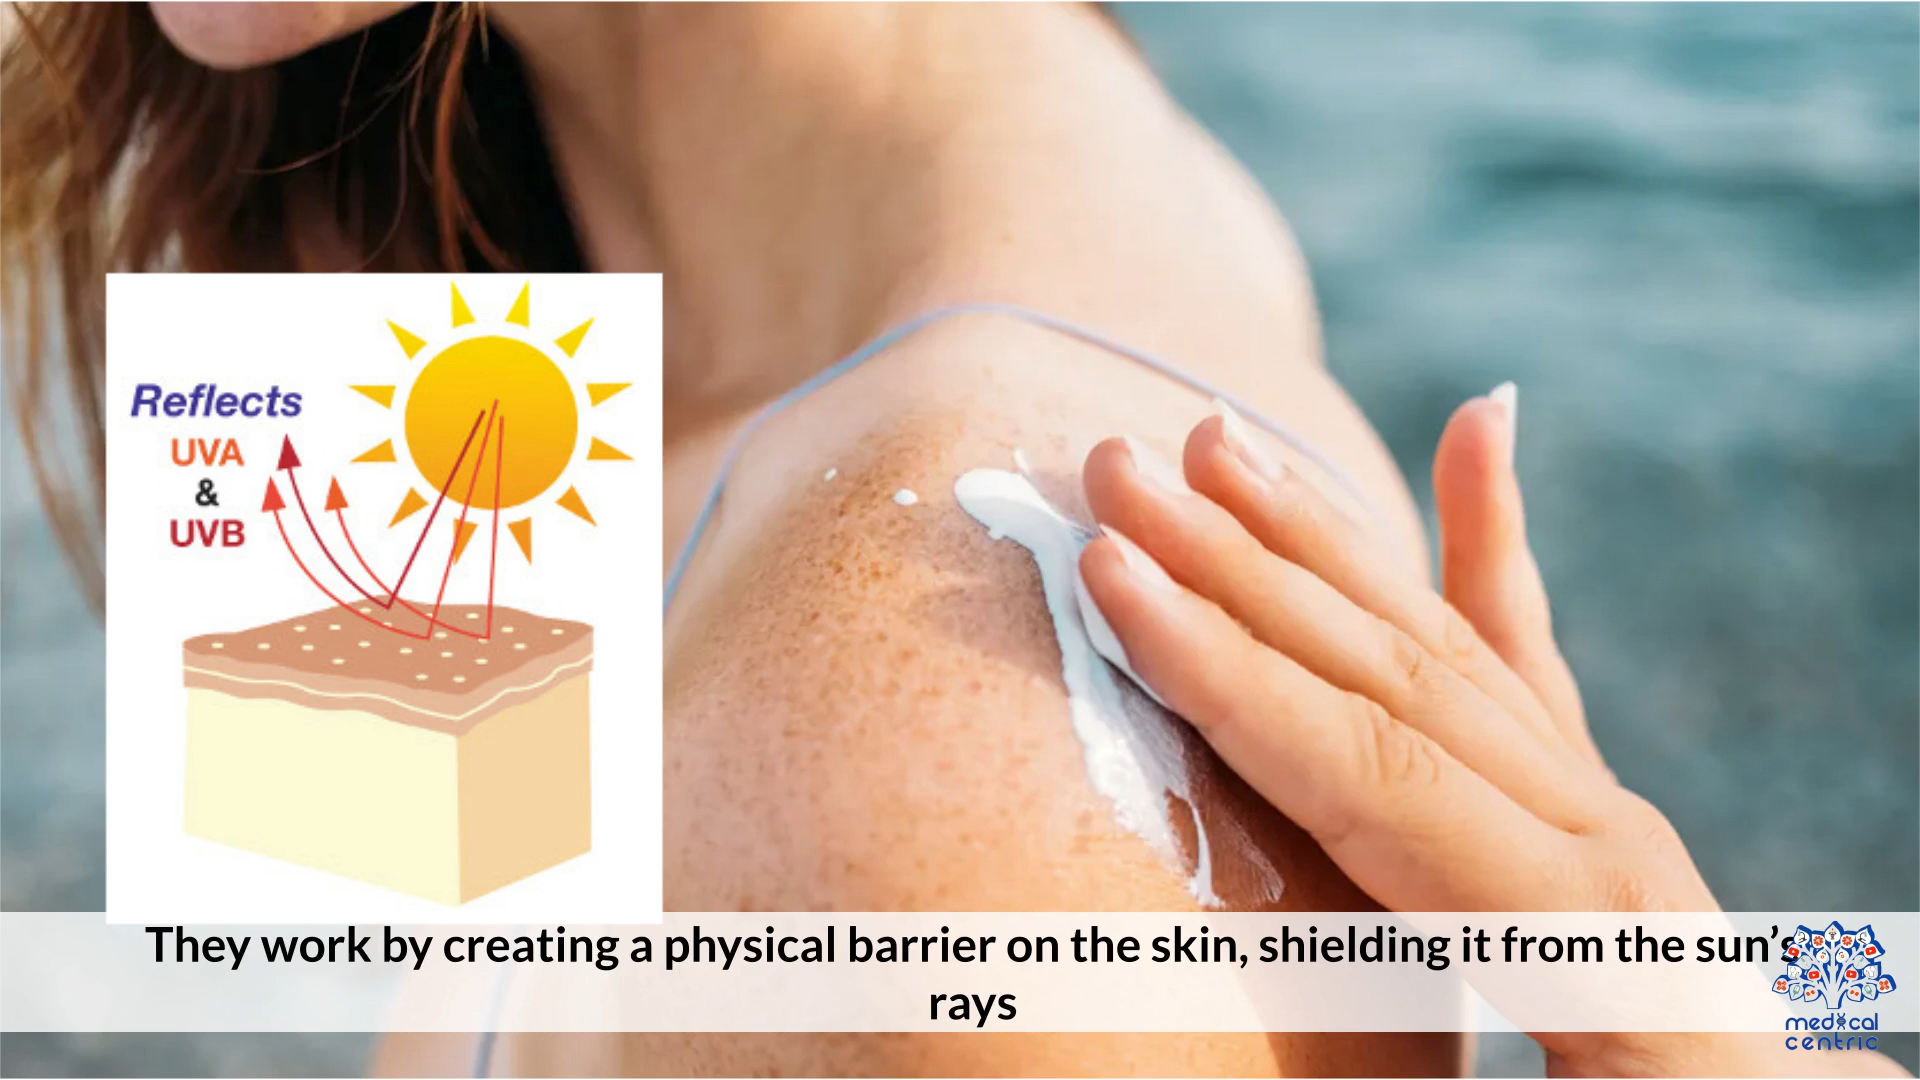 Reflects
UVA
&
UVB
They work by creating a physical barrier on the skin, shielding it from the sun’s
rays
medical
centric